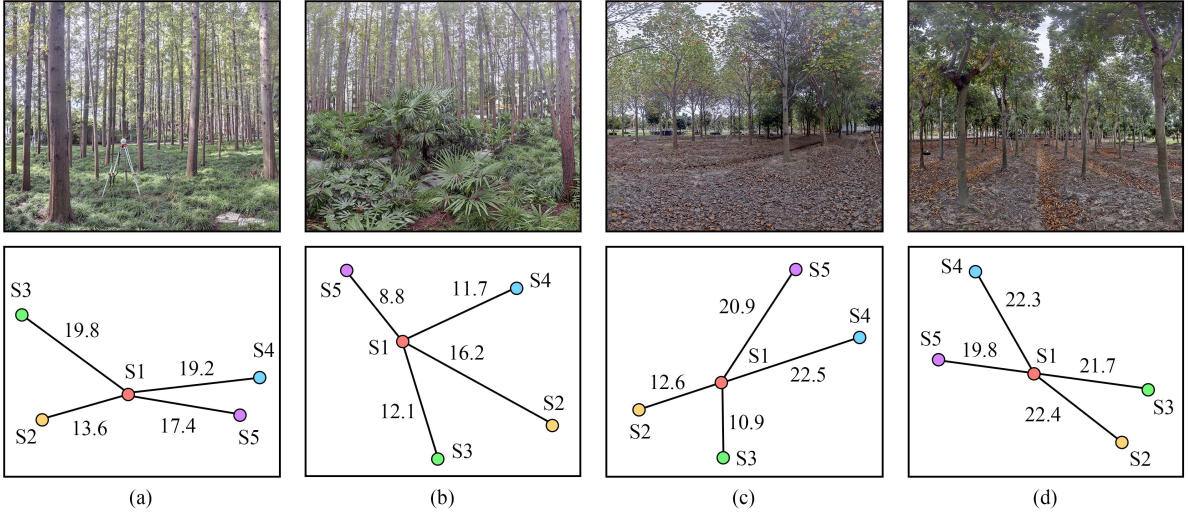 S3
19.8
S1
19.2
S4
S2
13.6
17.4
S5
(a)
S5
8.8
11.7
S4
S1
16.2
12.1
S2
S3
(b)
S5
20.9
S4
S1
12.6
22.5
S2
10.9
S3
(c)
S4
22.3
S5
19.8
S1
21.7
S3
22.4
S2
(d)